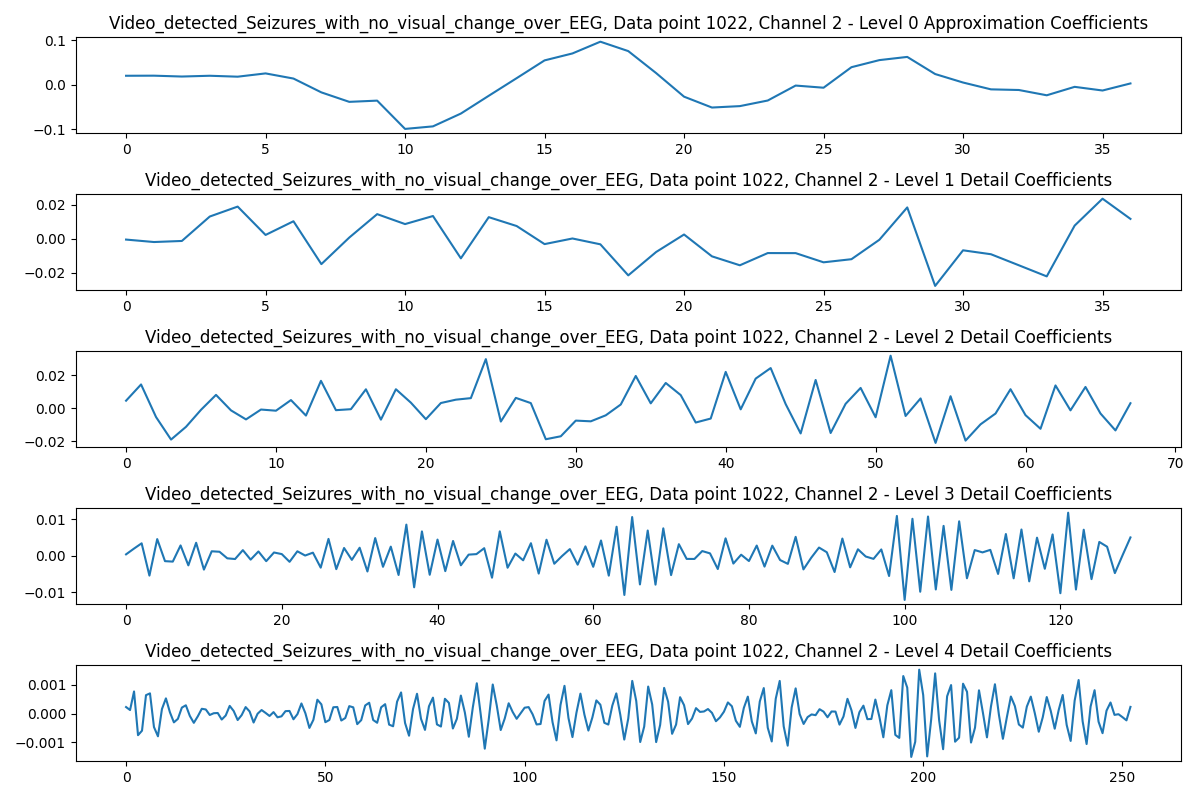 Video_detected_Seizures_with_no_visual_change_over_EEG, Data point 1022, Channel 2 - Level 0 Approximation Coefficients
0.1
0.0
−0.1
0 5 10 15 20 25 30 35
Video_detected_Seizures_with_no_visual_change_over_EEG, Data point 1022, Channel 2 - Level 1 Detail Coefficients
0.02
0.00
−0.02
0 5 10 15 20 25 30 35
Video_detected_Seizures_with_no_visual_change_over_EEG, Data point 1022, Channel 2 - Level 2 Detail Coefficients
0.02
0.00
−0.02
0 10 20 30 40 50 60 70
Video_detected_Seizures_with_no_visual_change_over_EEG, Data point 1022, Channel 2 - Level 3 Detail Coefficients
0.01
0.00
−0.01
0 20 40 60 80 100 120
Video_detected_Seizures_with_no_visual_change_over_EEG, Data point 1022, Channel 2 - Level 4 Detail Coefficients
0.001
0.000
−0.001
0 50 100 150 200 250